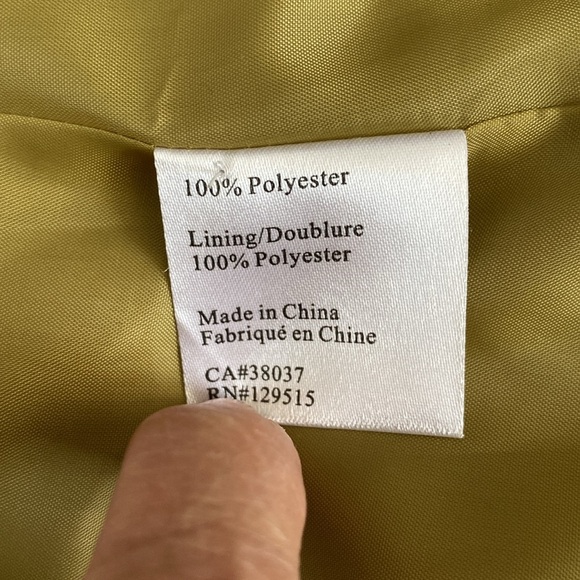 100% Polyester
Lining/Doublure
100% Polyester
Made in China
Fabriqué en Chine
CA#38037
RN#129515